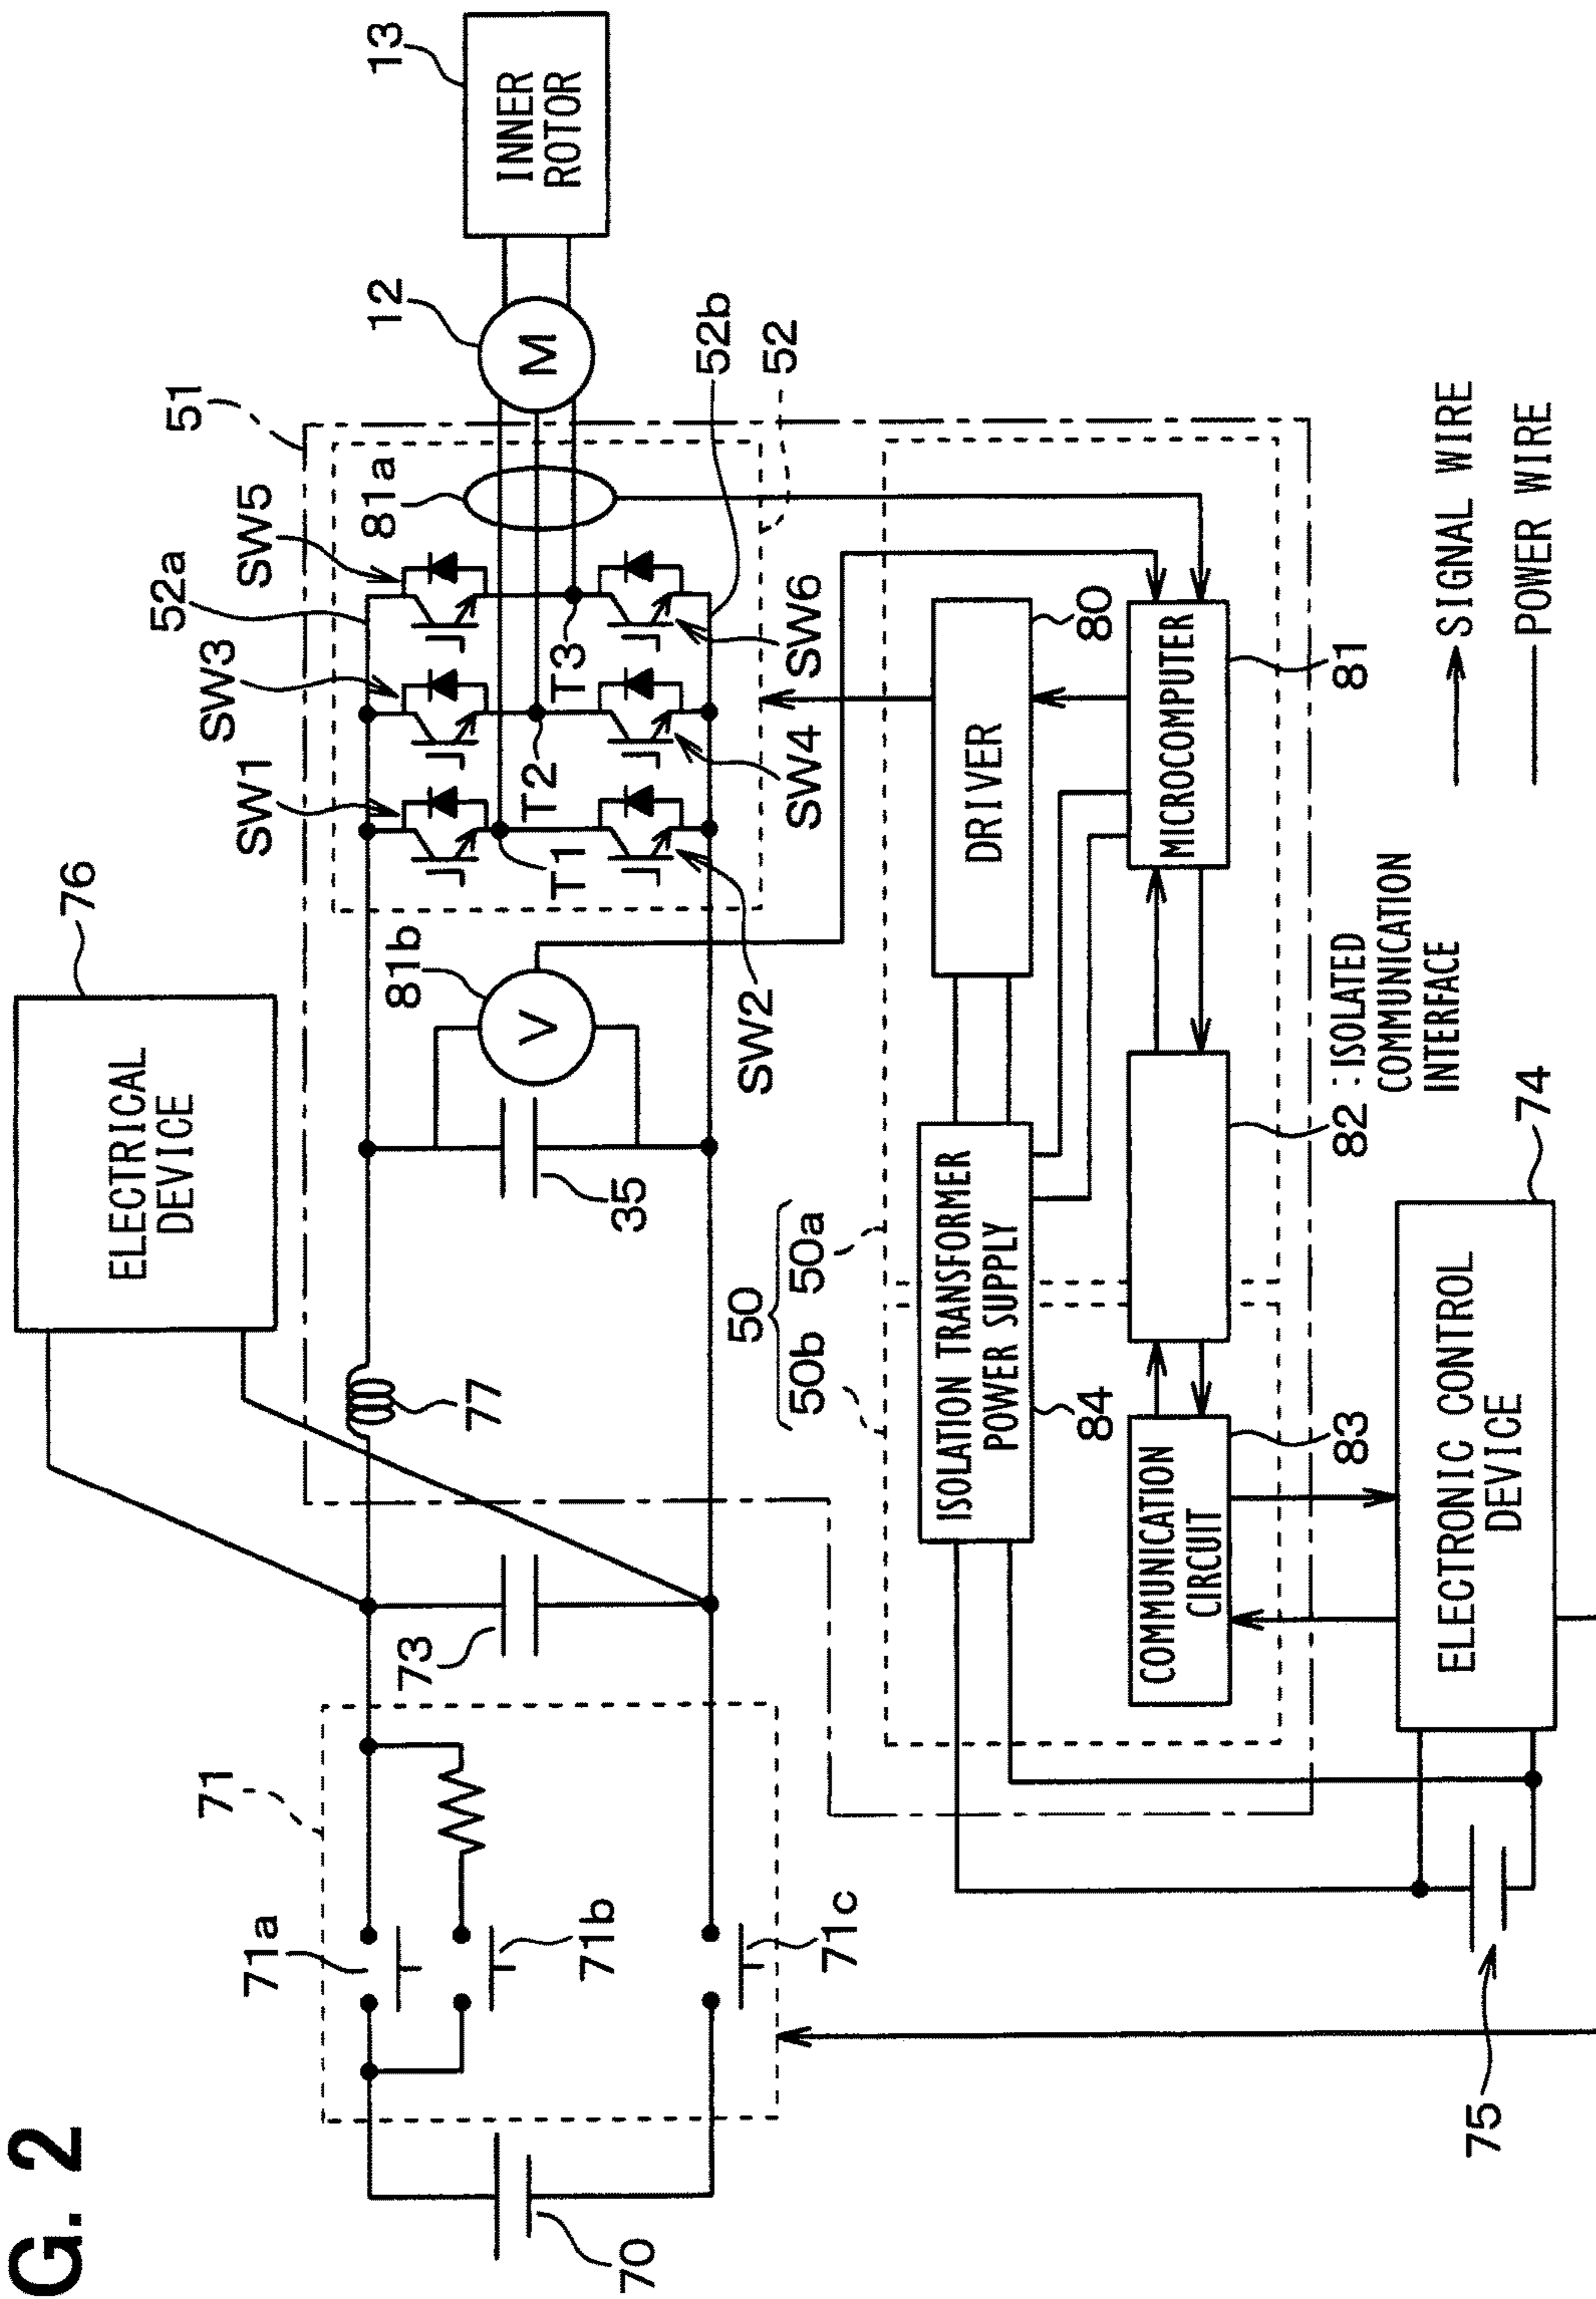 G. 2
76
ELECTRICAL
DEVICE
51
13
INNER
ROTOR
12
M
SW1
SW3
52a
SW5
81a
81b
V
T1
T2
T3
52b
52
SW2
SW4
SW6
35
77
73
71
71a
71b
71c
70
50
50b
50a
ISOLATION TRANSFORMER
POWER SUPPLY
84
DRIVER
80
MICROCOMPUTER
81
82 : ISOLATED
COMMUNICATION
INTERFACE
COMMUNICATION
CIRCUIT
83
74
ELECTRONIC CONTROL
DEVICE
75
SIGNAL WIRE
POWER WIRE